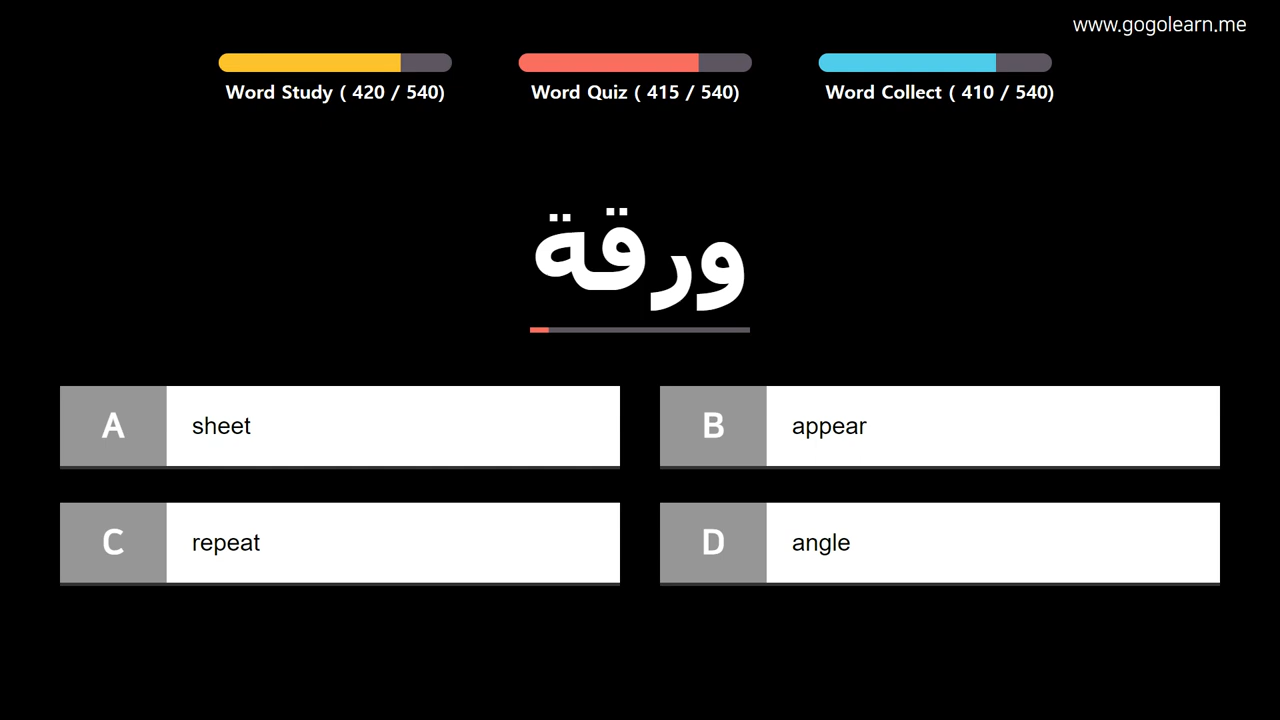 www.gogolearn.me
Word Study ( 420 / 540)
Word Quiz ( 415 / 540)
Word Collect ( 410 / 540)
ورقة
A sheet
B appear
C repeat
D angle